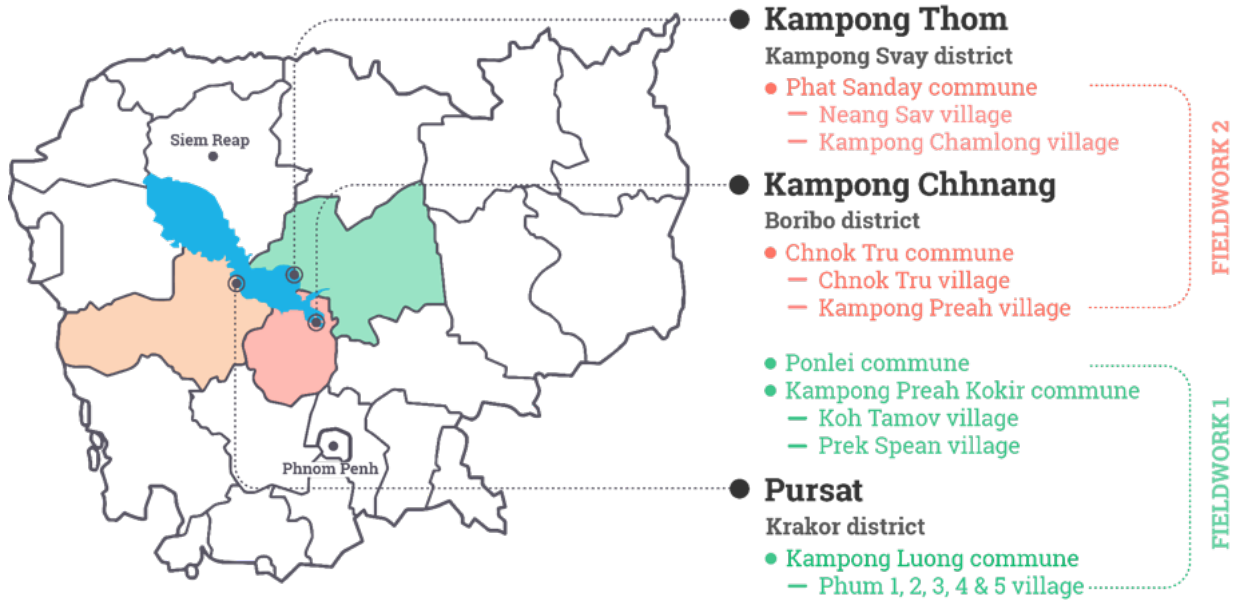 Siem Reap
Phnom Penh
Kampong Thom
Kampong Svay district
Phat Sanday commune
Neang Sav village
Kampong Chamlong village
Kampong Chhnang
Boribo district
Chnok Tru commune
Chnok Tru village
Kampong Preah village
FIELDWORK 2
Ponlei commune
Kampong Preah Kokir commune
Koh Tamov village
Prek Spean village
Pursat
Krakor district
Kampong Luong commune
Phum 1, 2, 3, 4 & 5 village
FIELDWORK 1